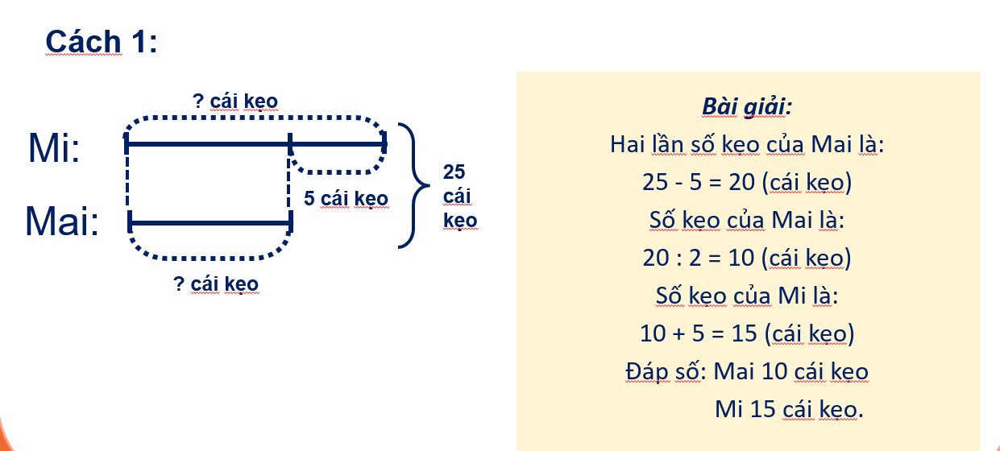 Cách 1:
? cái kẹo
Mi:
5 cái kẹo
25
cái
kẹo
Mai:
? cái kẹo
Bài giải:
Hai lần số kẹo của Mai là:
25 - 5 = 20 (cái kẹo)
Số kẹo của Mai là:
20 : 2 = 10 (cái kẹo)
Số kẹo của Mi là:
10 + 5 = 15 (cái kẹo)
Đáp số: Mai 10 cái kẹo
Mi 15 cái kẹo.